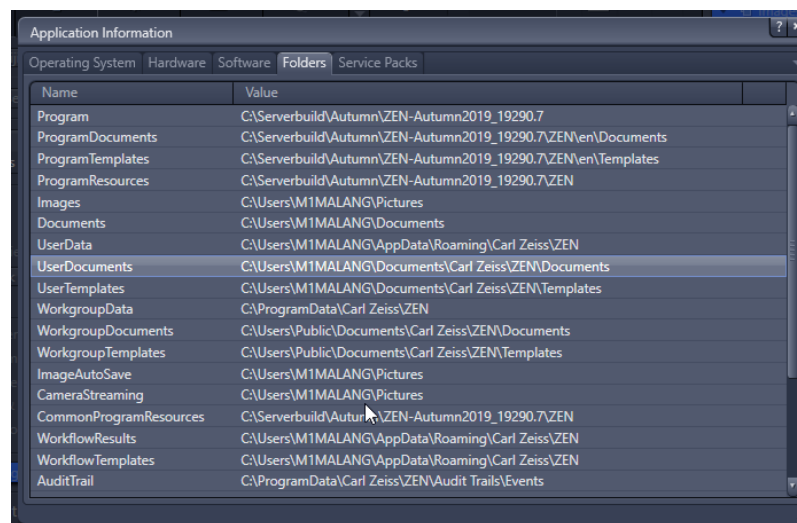 Application Information
? x
Operating System Hardware Software Folders Service Packs
Name Value
Program C:\Serverbuild\Autumn\ZEN-Autumn2019_19290.7
ProgramDocuments C:\Serverbuild\Autumn\ZEN-Autumn2019_19290.7\ZEN\en\Documents
ProgramTemplates C:\Serverbuild\Autumn\ZEN-Autumn2019_19290.7\ZEN\en\Templates
ProgramResources C:\Serverbuild\Autumn\ZEN-Autumn2019_19290.7\ZEN
Images C:\Users\M1MALANG\Pictures
Documents C:\Users\M1MALANG\Documents
UserData C:\Users\M1MALANG\AppData\Roaming\Carl Zeiss\ZEN
UserDocuments C:\Users\M1MALANG\Documents\Carl Zeiss\ZEN\Documents
UserTemplates C:\Users\M1MALANG\Documents\Carl Zeiss\ZEN\Templates
WorkgroupData C:\ProgramData\Carl Zeiss\ZEN
WorkgroupDocuments C:\Users\Public\Documents\Carl Zeiss\ZEN\Documents
WorkgroupTemplates C:\Users\Public\Documents\Carl Zeiss\ZEN\Templates
ImageAutoSave C:\Users\M1MALANG\Pictures
CameraStreaming C:\Users\M1MALANG\Pictures
CommonProgramResources C:\Serverbuild\Autumn\ZEN-Autumn2019_19290.7\ZEN
WorkflowResults C:\Users\M1MALANG\AppData\Roaming\Carl Zeiss\ZEN
WorkflowTemplates C:\Users\M1MALANG\AppData\Roaming\Carl Zeiss\ZEN
AuditTrail C:\ProgramData\Carl Zeiss\ZEN\Audit Trails\Events